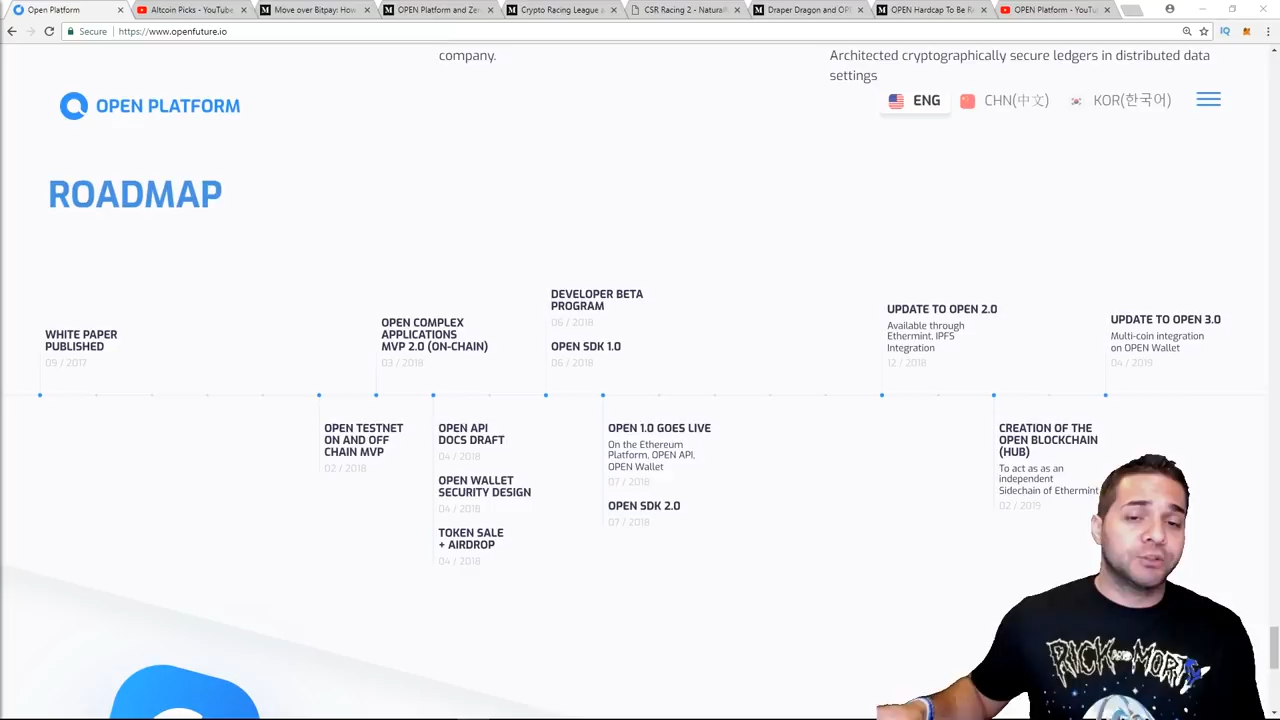 Open Platform
Altcoin Picks - YouTube
Move over Bitpay: How
OPEN Platform and Ze
Crypto Racing League
CSR Racing 2 - Natura
Draper Dragon and O
OPEN Hardcap To Be R
OPEN Platform - YouTu
Secure
https://www.openfuture.io
company.
Architected cryptographically secure ledgers in distributed data
settings
OPEN PLATFORM
ENG
CHN(中文)
KOR(한국어)
ROADMAP
WHITE PAPER
PUBLISHED
09 / 2017
OPEN TESTNET
ON AND OFF
CHAIN MVP
02 / 2018
OPEN COMPLEX
APPLICATIONS
MVP 2.0 (ON-CHAIN)
03 / 2018
OPEN API
DOCS DRAFT
04 / 2018
OPEN WALLET
SECURITY DESIGN
04 / 2018
TOKEN SALE
+ AIRDROP
04 / 2018
DEVELOPER BETA
PROGRAM
06 / 2018
OPEN SDK 1.0
06 / 2018
OPEN 1.0 GOES LIVE
On the Ethereum
Platform, OPEN API,
OPEN Wallet
07 / 2018
OPEN SDK 2.0
07 / 2018
UPDATE TO OPEN 2.0
Available through
Ethermint, IPFS
Integration
12 / 2018
CREATION OF THE
OPEN BLOCKCHAIN
(HUB)
To act as as an
independent
Sidechain of Ethermint
02 / 2019
UPDATE TO OPEN 3.0
Multi-coin integration
on OPEN Wallet
04 / 2019
RICK AND MORTY